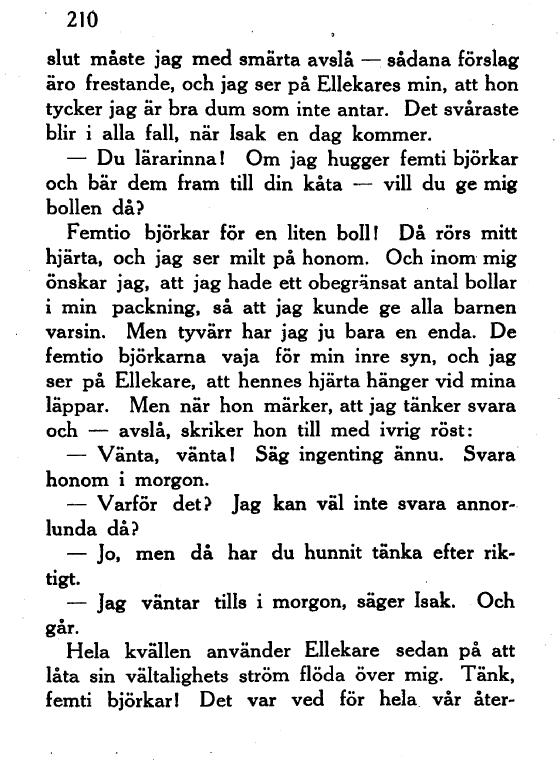 210
slut måste jag med smärta avslå — sådana förslag
äro frestande, och jag ser på Ellekares min, att hon
tycker jag är bra dum som inte antar. Det svåraste
blir i alla fall, när Isak en dag kommer.
— Du lärarinna! Om jag hugger femti björkar
och bär dem fram till din kåta — vill du ge mig
bollen då?
Femtio björkar för en liten boll! Då rörs mitt
hjärta, och jag ser milt på honom. Och inom mig
önskar jag, att jag hade ett obegränsat antal bollar
i min packning, så att jag kunde ge alla barnen
varsin. Men tyvärr har jag ju bara en enda. De
femtio björkarna vaja för min inre syn, och jag
ser på Ellekare, att hennes hjärta hänger vid mina
läppar. Men när hon märker, att jag tänker svara
och — avslå, skriker hon till med ivrig röst:
— Vänta, vänta! Säg ingenting ännu. Svara
honom i morgon.
— Varför det? Jag kan väl inte svara annor-
lunda då?
— Jo, men då har du hunnit tänka efter rik-
tigt.
— Jag väntar tills i morgon, säger Isak. Och
går.
Hela kvällen använder Ellekare sedan på att
låta sin vältalighets ström flöda över mig. Tänk,
femti björkar! Det var ved för hela vår åter-